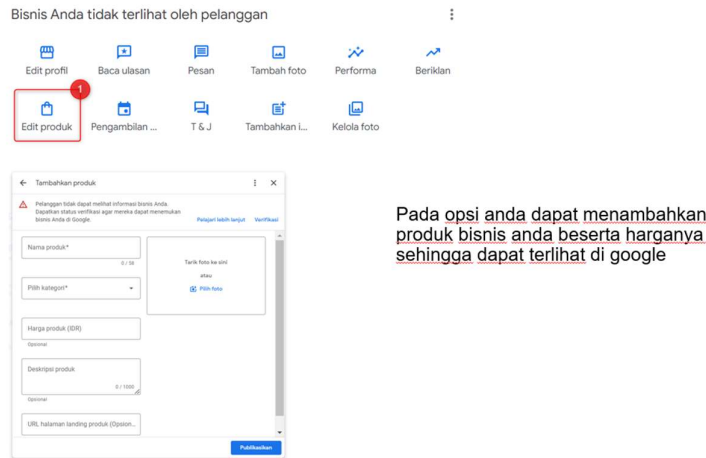 Bisnis Anda tidak terlihat oleh pelanggan
Edit profil
Baca ulasan
Pesan
Tambah foto
Performa
Beriklan
1
Edit produk
Pengambilan ...
T & J
Tambahkan i...
Kelola foto
Tambahkan produk
Pelanggan tidak dapat melihat informasi bisnis Anda.
Dapatkan status verifikasi agar mereka dapat menemukan
bisnis Anda di Google.
Pelajari lebih lanjut
Verifikasi
Nama produk*
0 / 58
Pilih kategori*
Tarik foto ke sini
atau
Pilih foto
Harga produk (IDR)
Opsional
Deskripsi produk
0 / 1000
Opsional
URL halaman landing produk (Opsion...
Publikasikan
Pada opsi anda dapat menambahkan
produk bisnis anda beserta harganya
sehingga dapat terlihat di google